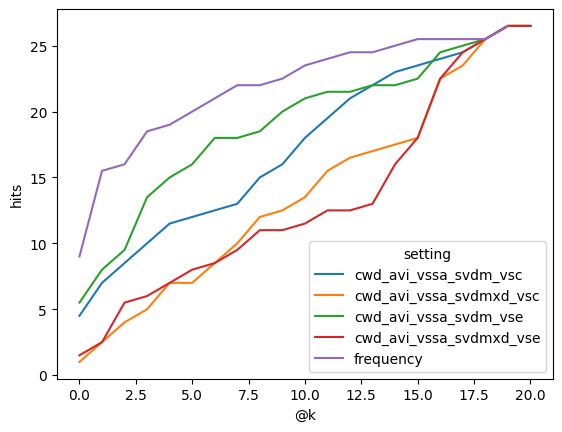 25
20
15
10
5
0
hits
0.0 2.5 5.0 7.5 10.0 12.5 15.0 17.5 20.0
@k
setting
cwd_avi_vssa_svdm_vsc
cwd_avi_vssa_svdmxd_vsc
cwd_avi_vssa_svdm_vse
cwd_avi_vssa_svdmxd_vse
frequency